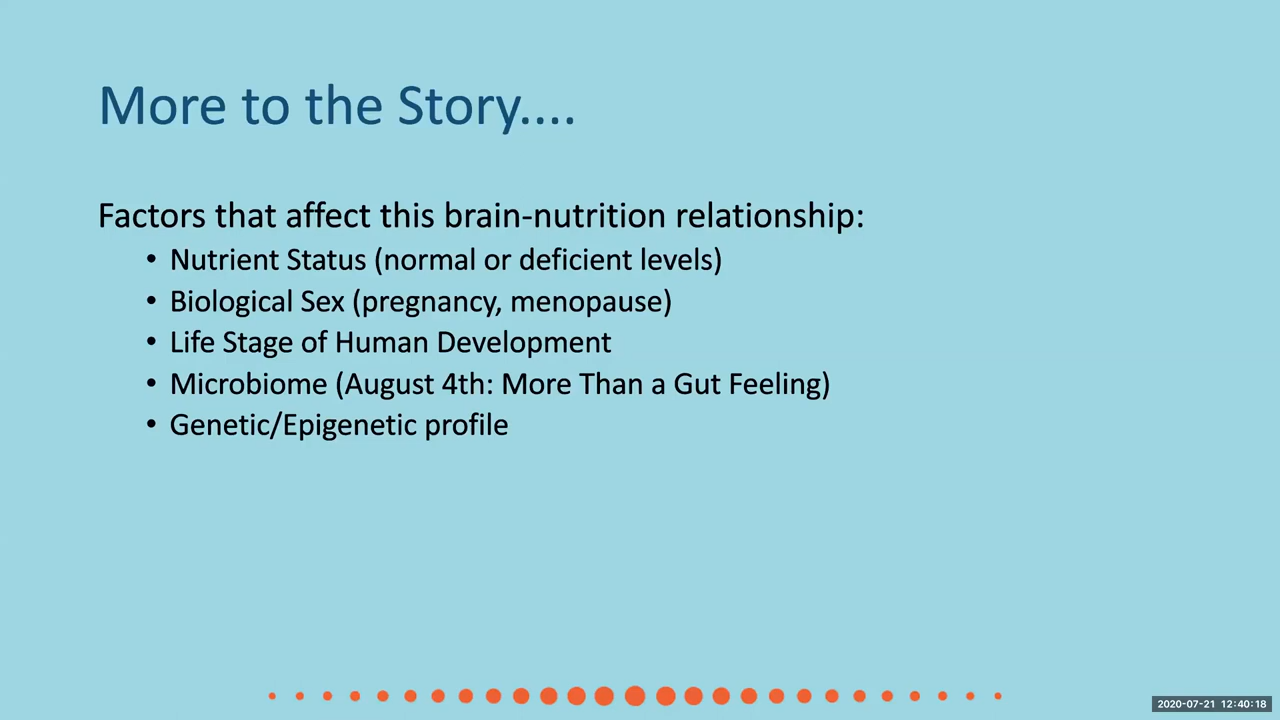 More to the Story....
Factors that affect this brain-nutrition relationship:
• Nutrient Status (normal or deficient levels)
• Biological Sex (pregnancy, menopause)
• Life Stage of Human Development
• Microbiome (August 4th: More Than a Gut Feeling)
• Genetic/Epigenetic profile
2020-07-21 12:40:18